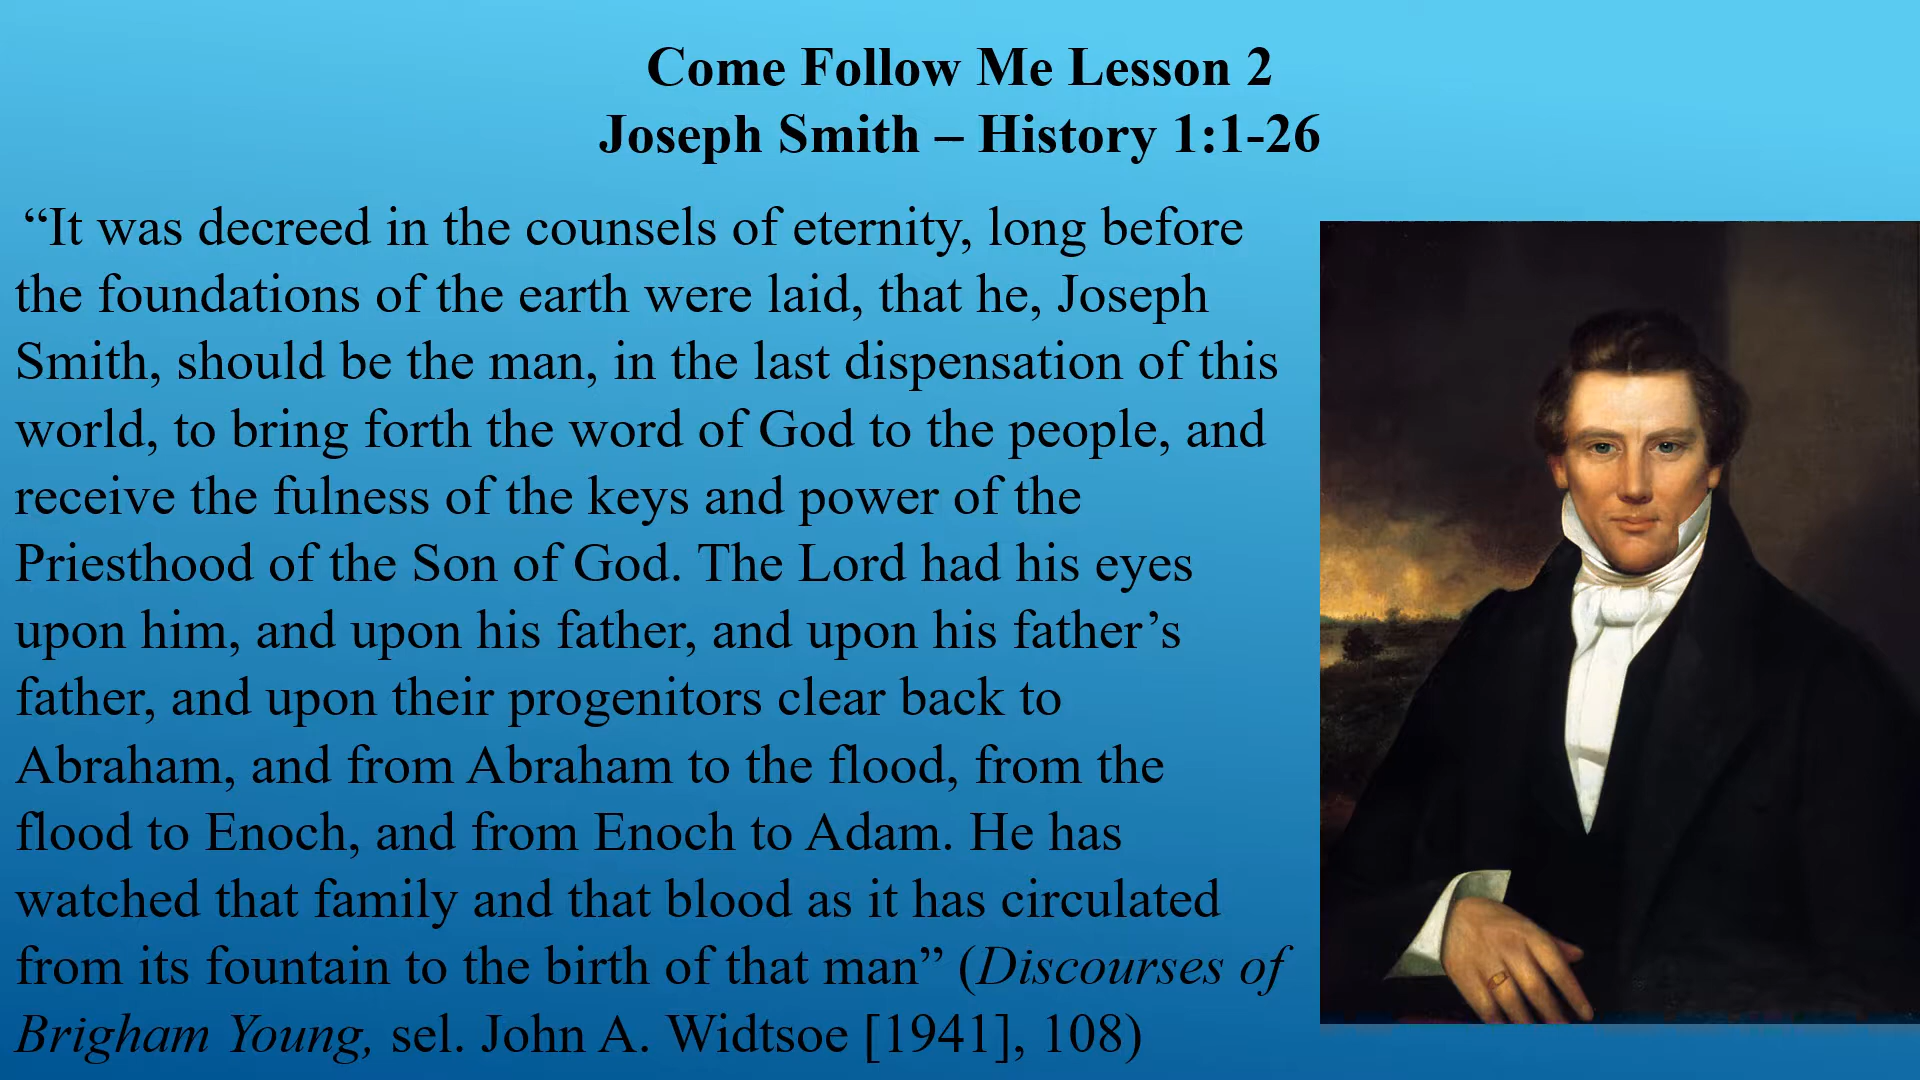 Come Follow Me Lesson 2
Joseph Smith – History 1:1-26
“It was decreed in the counsels of eternity, long before
the foundations of the earth were laid, that he, Joseph
Smith, should be the man, in the last dispensation of this
world, to bring forth the word of God to the people, and
receive the fulness of the keys and power of the
Priesthood of the Son of God. The Lord had his eyes
upon him, and upon his father, and upon his father’s
father, and upon their progenitors clear back to
Abraham, and from Abraham to the flood, from the
flood to Enoch, and from Enoch to Adam. He has
watched that family and that blood as it has circulated
from its fountain to the birth of that man” (Discourses of
Brigham Young, sel. John A. Widtsoe [1941], 108)